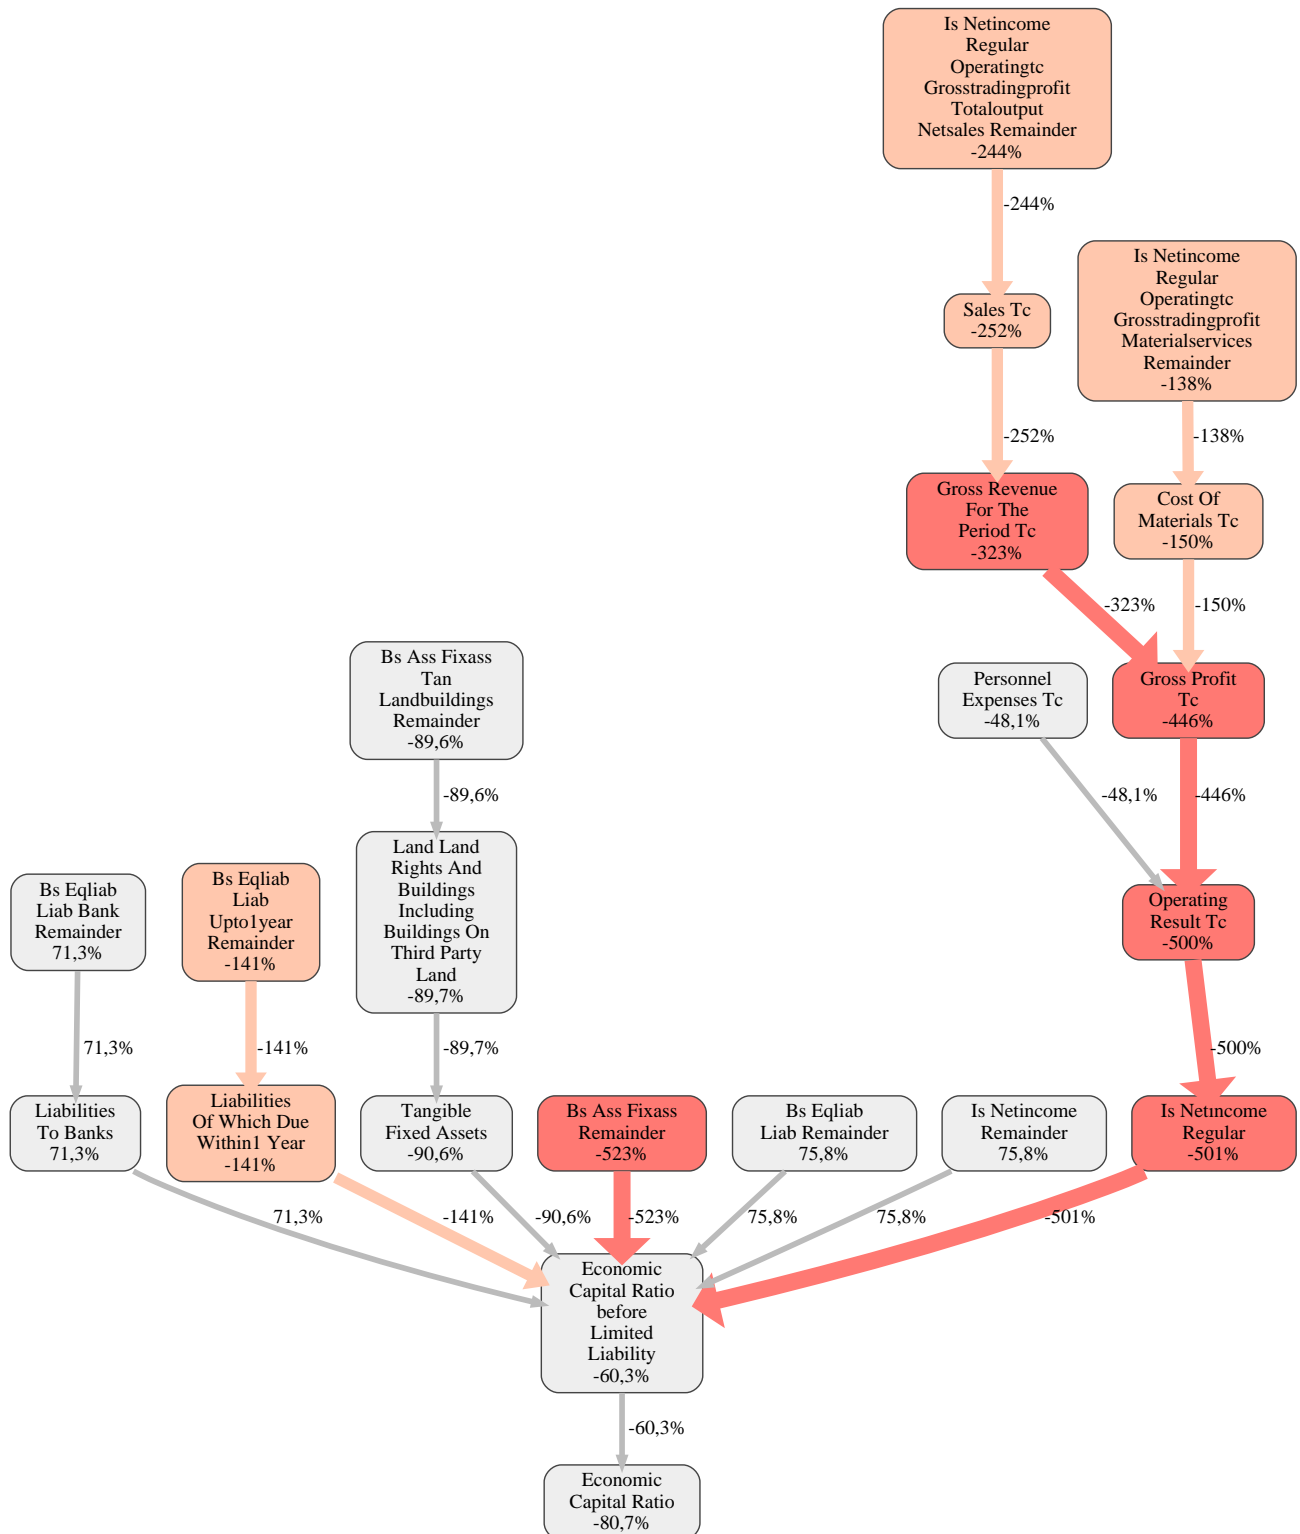 Is Netincome
Regular
Operatingtc
Grosstradingprofit
Totaloutput
Netsales Remainder
-244%
-244%
Is Netincome
Regular
Operatingtc
Grosstradingprofit
Materialservices
Remainder
-138%
Sales Tc
-252%
-252%
-138%
Gross Revenue
For The
Period Tc
-323%
Cost Of
Materials Tc
-150%
-323%
-150%
Bs Ass Fixass
Tan
Landbuildings
Remainder
-89,6%
Personnel
Expenses Tc
-48,1%
Gross Profit
Tc
-446%
-89,6%
-48,1%
-446%
Land Land
Rights And
Buildings
Including
Buildings On
Third Party
Land
-89,7%
Bs Eqliab
Liab Bank
Remainder
71,3%
Bs Eqliab
Liab
Upto1year
Remainder
-141%
Operating
Result Tc
-500%
71,3%
-141%
-89,7%
-500%
Liabilities
To Banks
71,3%
Liabilities
Of Which Due
Within1 Year
-141%
Tangible
Fixed Assets
-90,6%
Bs Ass Fixass
Remainder
-523%
Bs Eqliab
Liab Remainder
75,8%
Is Netincome
Remainder
75,8%
Is Netincome
Regular
-501%
71,3%
-141%
-90,6%
-523%
75,8%
75,8%
-501%
Economic
Capital Ratio
before
Limited
Liability
-60,3%
-60,3%
Economic
Capital Ratio
-80,7%